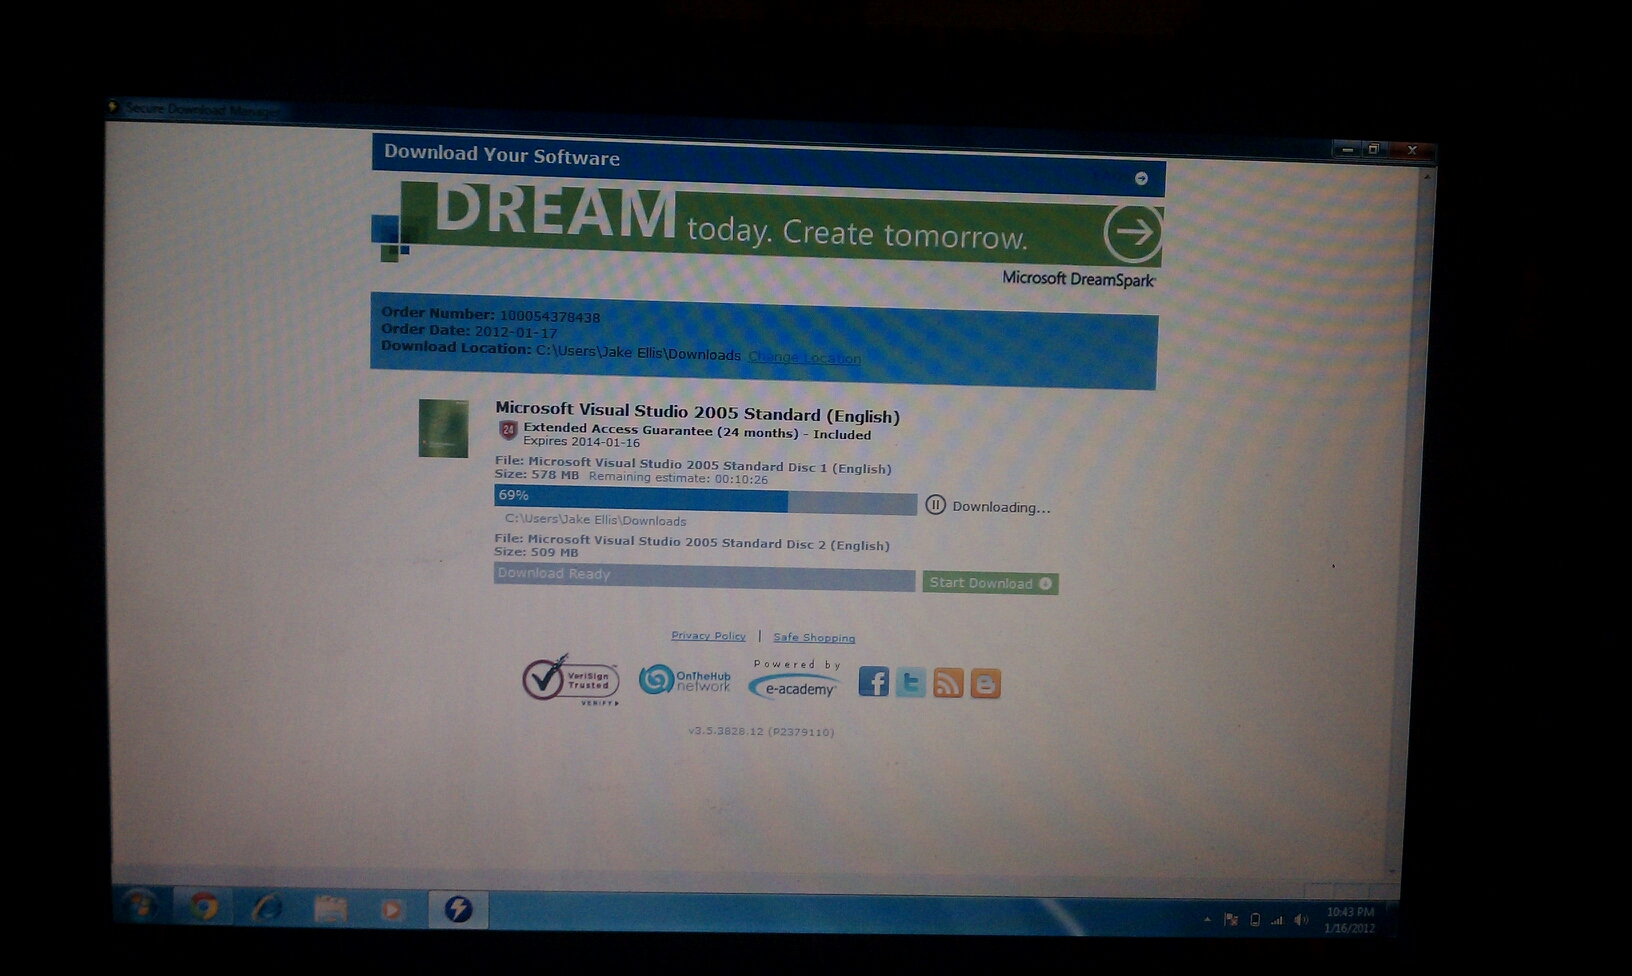 Secure Download Manager
Download Your Software
DREAM today. Create tomorrow.
Microsoft DreamSpark
Order Number: 100054378438
Order Date: 2012-01-17
Download Location: C:\Users\Jake Ellis\Downloads Change Location
Microsoft Visual Studio 2005 Standard (English)
24 Extended Access Guarantee (24 months) - Included
Expires 2014-01-16
File: Microsoft Visual Studio 2005 Standard Disc 1 (English)
Size: 578 MB Remaining estimate: 00:10:26
69% Downloading...
C:\Users\Jake Ellis\Downloads
File: Microsoft Visual Studio 2005 Standard Disc 2 (English)
Size: 509 MB
Download Ready Start Download
Privacy Policy | Safe Shopping
VeriSign Trusted
VERIFY
OnTheHub network
Powered by
e-academy
v3.5.3828.12 (P2379110)
10:43 PM
1/16/2012